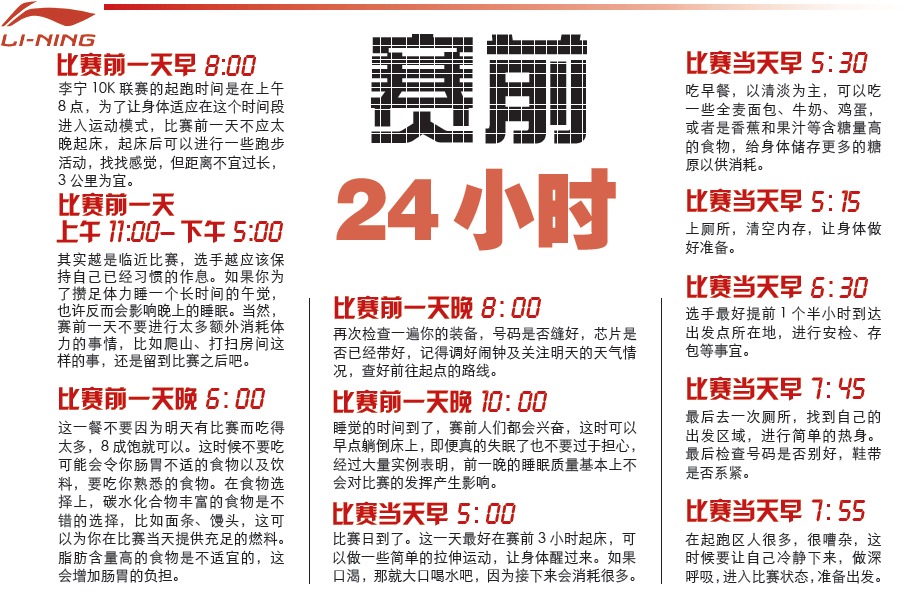 LI-NING
赛前
24 小时
比赛前一天早 8:00
李宁 10K 联赛的起跑时间是在上午
8 点，为了让身体适应在这个时间段
进入运动模式，比赛前一天不应太
晚起床，起床后可以进行一些跑步
活动，找找感觉，但距离不宜过长，
3 公里为宜。
比赛前一天
上午 11:00– 下午 5:00
其实越是临近比赛，选手越应该保
持自己已经习惯的作息。如果你为
了攒足体力睡一个长时间的午觉，
也许反而会影响晚上的睡眠。当然，
赛前一天不要进行太多额外消耗体
力的事情，比如爬山、打扫房间这
样的事，还是留到比赛之后吧。
比赛前一天晚 6:00
这一餐不要因为明天有比赛而吃得
太多，8 成饱就可以。这时候不要吃
可能会令你肠胃不适的食物以及饮
料，要吃你熟悉的食物。在食物选
择上，碳水化合物丰富的食物是不
错的选择，比如面条、馒头，这可
以为你在比赛当天提供充足的燃料。
脂肪含量高的食物是不适宜的，这
会增加肠胃的负担。
比赛前一天晚 8:00
再次检查一遍你的装备，号码是否缝好，芯片是
否已经带好，记得调好闹钟及关注明天的天气情
况，查好前往起点的路线。
比赛前一天晚 10:00
睡觉的时间到了，赛前人们都会兴奋，这时可以
早点躺倒床上，即便真的失眠了也不要过于担心，
经过大量实例表明，前一晚的睡眠质量基本上不
会对比赛的发挥产生影响。
比赛当天早 5:00
比赛日到了。这一天最好在赛前 3 小时起床，可
以做一些简单的拉伸运动，让身体醒过来。如果
口渴，那就大口喝水吧，因为接下来会消耗很多。
比赛当天早 5:30
吃早餐，以清淡为主，可以吃
一些全麦面包、牛奶、鸡蛋，
或者是香蕉和果汁等含糖量高
的食物，给身体储存更多的糖
原以供消耗。
比赛当天早 5:15
上厕所，清空内存，让身体做
好准备。
比赛当天早 6:30
选手最好提前 1 个半小时到达
出发点所在地，进行安检、存
包等事宜。
比赛当天早 7:45
最后去一次厕所，找到自己的
出发区域，进行简单的热身。
最后检查号码是否别好，鞋带
是否系紧。
比赛当天早 7:55
在起跑区人很多，很嘈杂，这
时候要让自己冷静下来，做深
呼吸，进入比赛状态，准备出发。